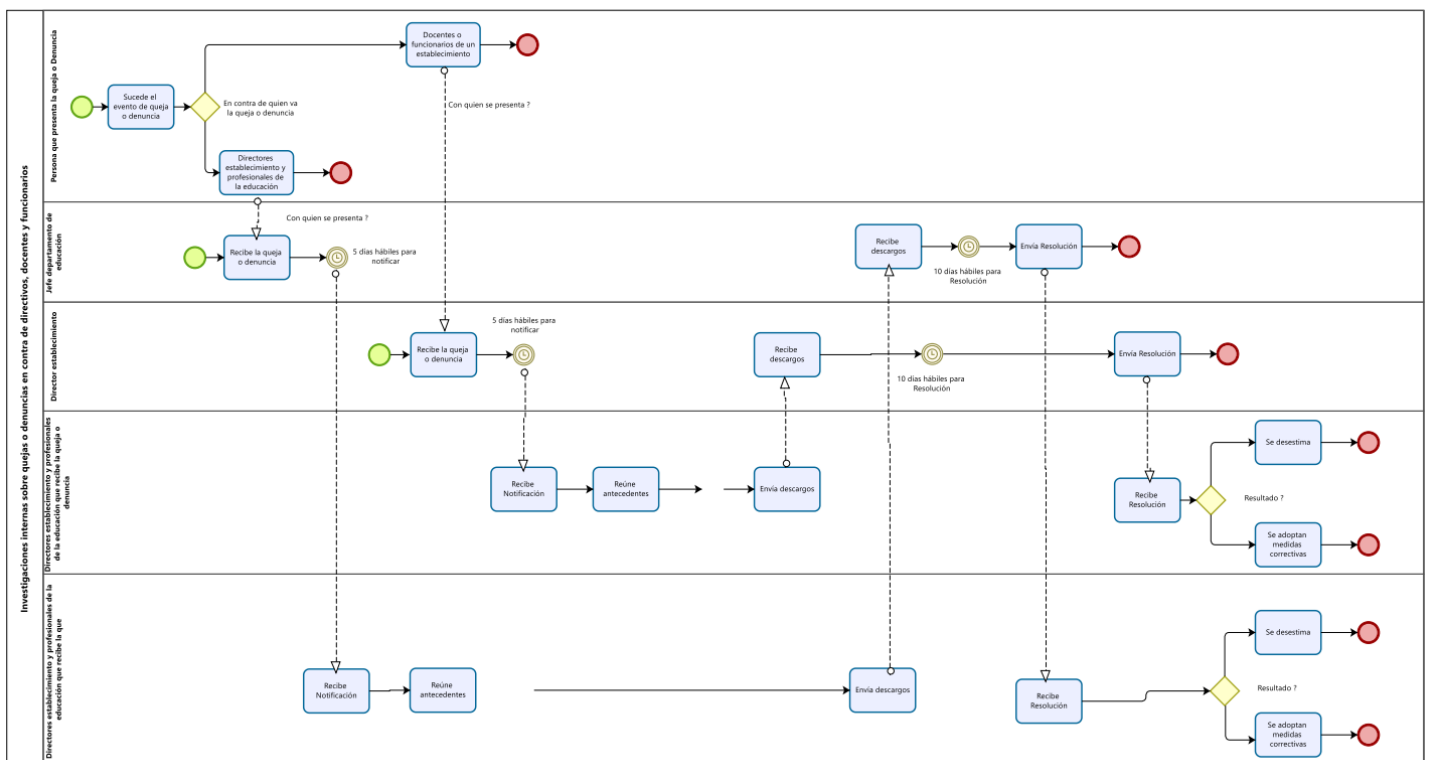 Investigaciones internas sobre quejas o denuncias en contra de directivos, docentes y funcionarios
Persona que presenta la queja o Denuncia
Sucede el
evento de queja
o denuncia
En contra de quien va
la queja o denuncia
Docentes o
funcionarios de un
establecimiento
Con quien se presenta ?
Directores
establecimiento y
profesionales de
la educación
Jefe departamento de
educación
Con quien se presenta ?
Recibe la queja
o denuncia
5 días hábiles para
notificar
Recibe
descargos
10 dias hábiles para
Resolución
Envía Resolución
Director establecimiento
Recibe la queja
o denuncia
5 días hábiles para
notificar
Recibe
descargos
10 dias hábiles para
Resolución
Envía Resolución
Directores establecimiento y profesionales
de la educación que recibe la queja o
denuncia
Recibe
Notificación
Reúne
antecedentes
Envía descargos
Recibe
Resolución
Resultado ?
Se desestima
Se adoptan
medidas
correctivas
Directores establecimiento y profesionales de la
educación que recibe la que
Recibe
Notificación
Reúne
antecedentes
Envía descargos
Recibe
Resolución
Resultado ?
Se desestima
Se adoptan
medidas
correctivas